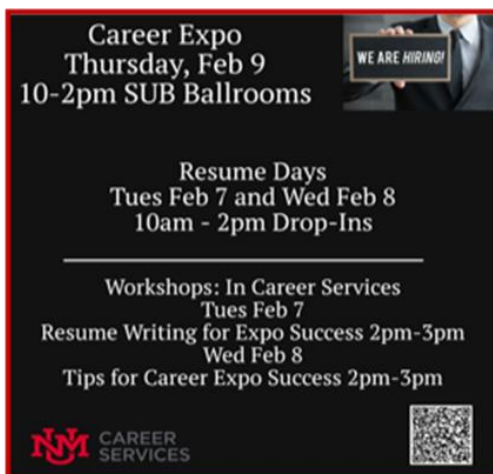 Career Expo
Thursday, Feb 9
10-2pm SUB Ballrooms
WE ARE HIRING!
Resume Days
Tues Feb 7 and Wed Feb 8
10am - 2pm Drop-Ins
Workshops: In Career Services
Tues Feb 7
Resume Writing for Expo Success 2pm-3pm
Wed Feb 8
Tips for Career Expo Success 2pm-3pm
UNM CAREER
SERVICES